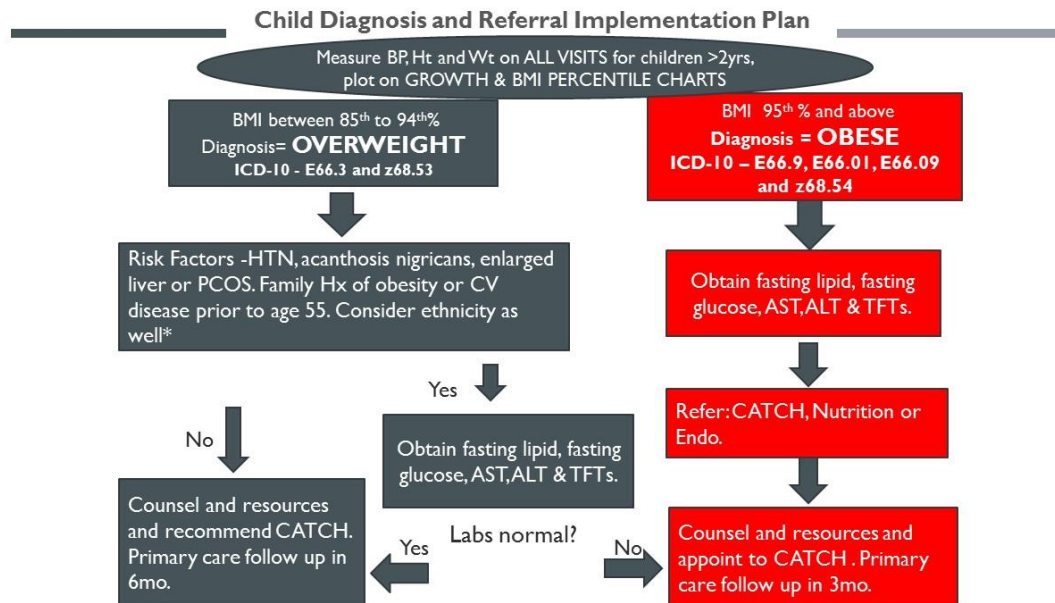 Child Diagnosis and Referral Implementation Plan
Measure BP, Ht and Wt on ALL VISITS for children >2yrs,
plot on GROWTH & BMI PERCENTILE CHARTS
BMI between 85th to 94th%
Diagnosis= OVERWEIGHT
ICD-10 - E66.3 and z68.53
BMI 95th % and above
Diagnosis = OBESE
ICD-10 – E66.9, E66.01, E66.09
and z68.54
Risk Factors -HTN, acanthosis nigricans, enlarged
liver or PCOS. Family Hx of obesity or CV
disease prior to age 55. Consider ethnicity as
well*
Obtain fasting lipid, fasting
glucose, AST, ALT & TFTs.
Yes
No
Obtain fasting lipid, fasting
glucose, AST, ALT & TFTs.
Refer: CATCH, Nutrition or
Endo.
Counsel and resources
and recommend CATCH.
Primary care follow up in
6mo.
Yes
Labs normal?
No
Counsel and resources and
appoint to CATCH . Primary
care follow up in 3mo.